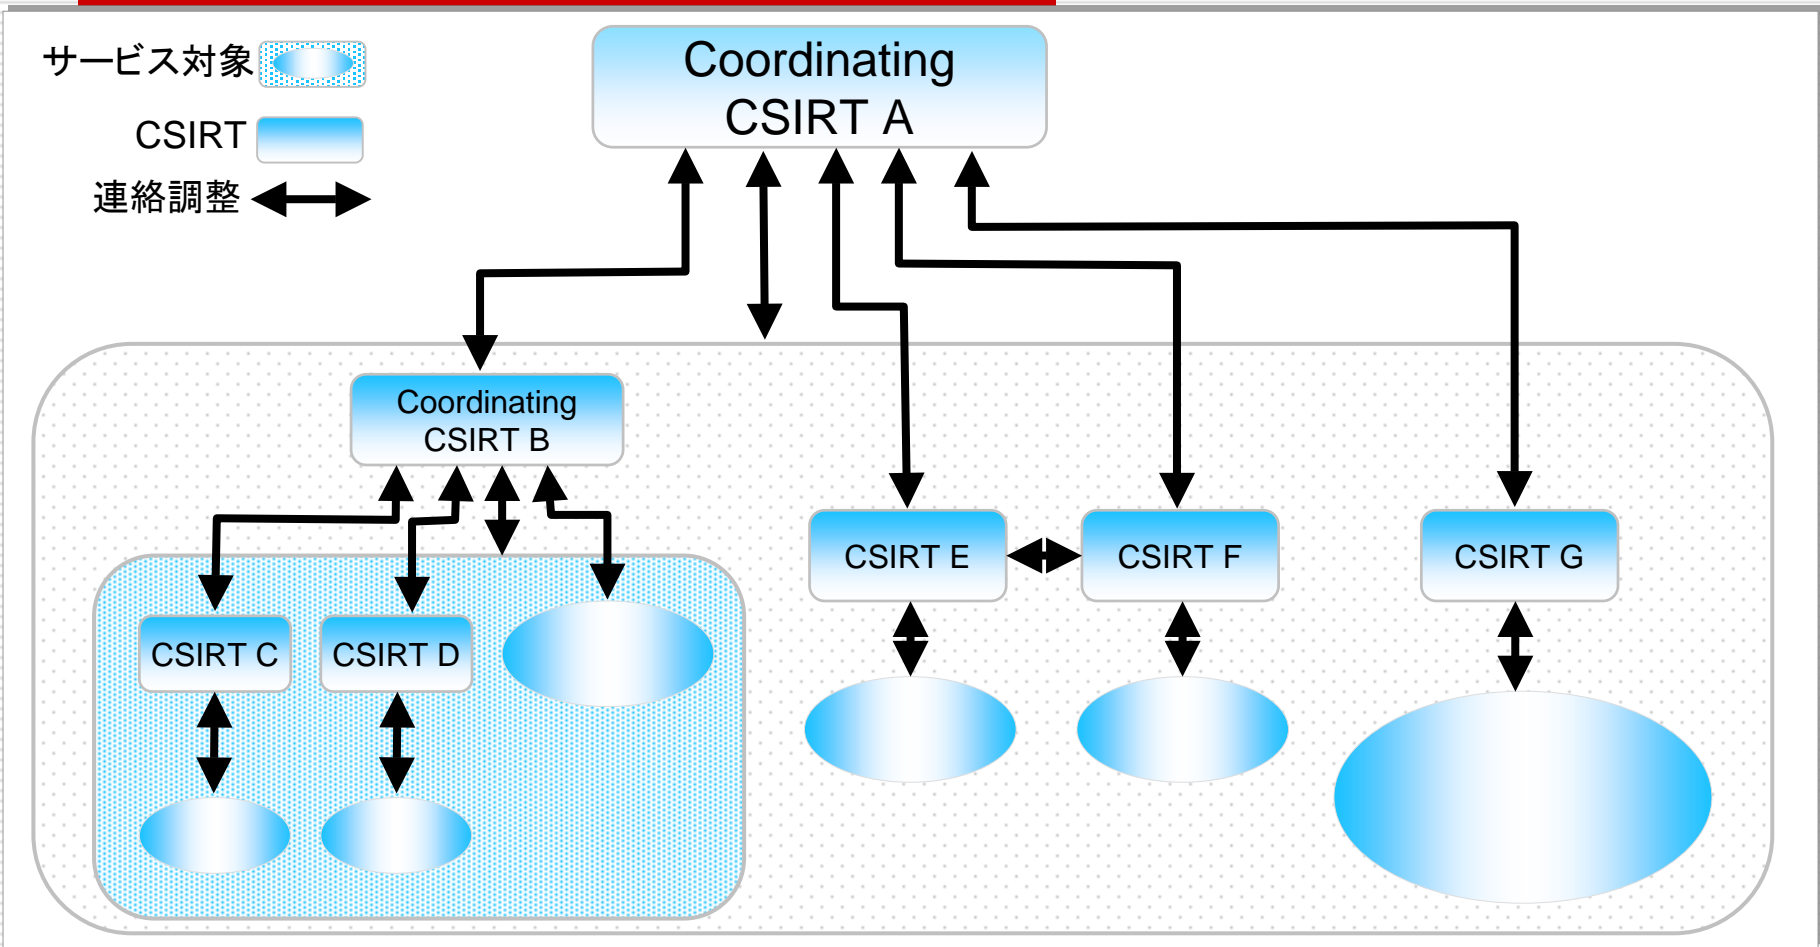 サービス対象
CSIRT
連絡調整
Coordinating
CSIRT A
Coordinating
CSIRT B
CSIRT C
CSIRT D
CSIRT E
CSIRT F
CSIRT G